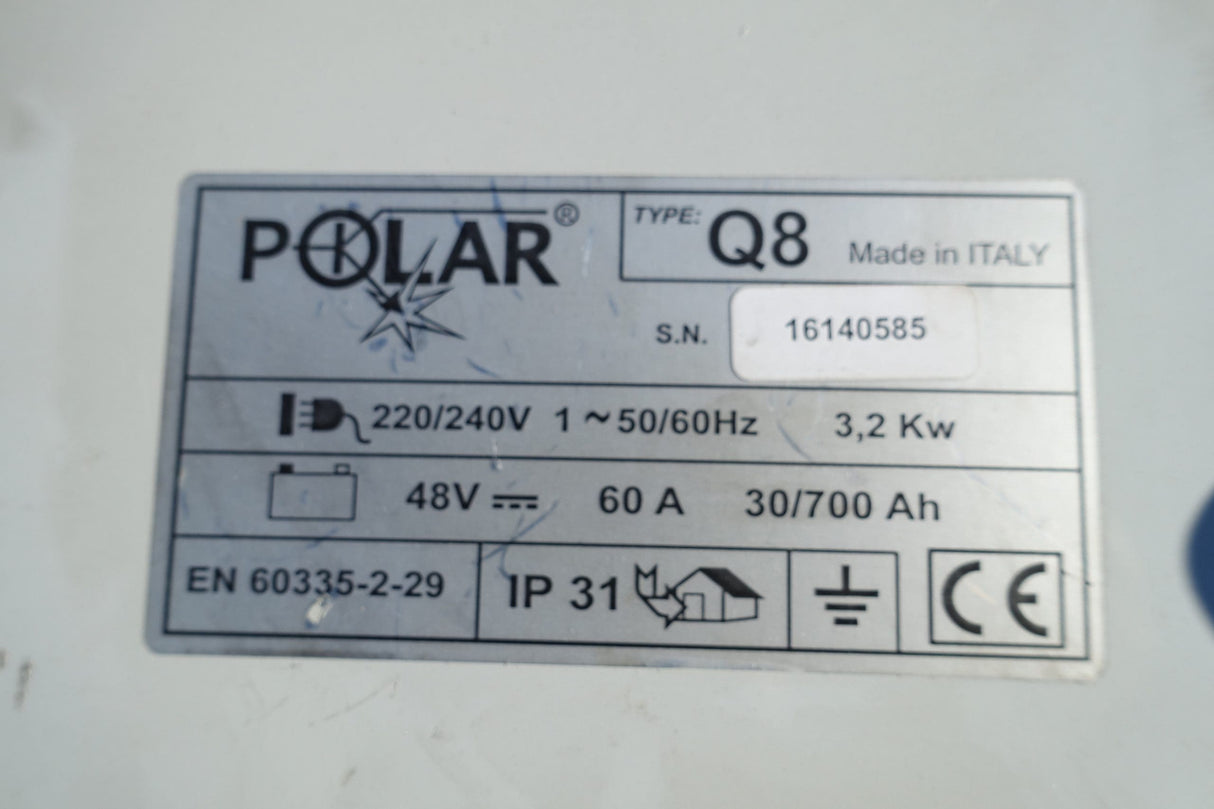 POLAR®
TYPE: Q8 Made in ITALY
S.N. 16140585
220/240V 1~50/60Hz 3,2 Kw
48V 60 A 30/700 Ah
EN 60335-2-29 IP 31 CE